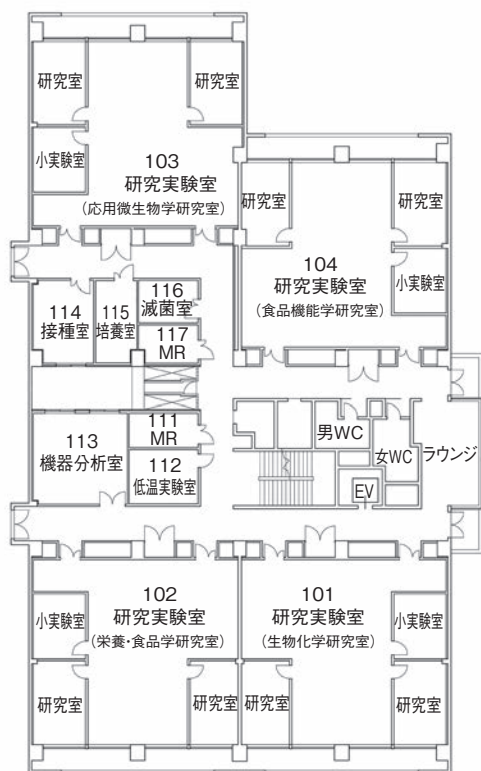 研究室
研究室
小実験室
103
研究実験室
(応用微生物学研究室)
研究室
研究室
104
研究実験室
(食品機能学研究室)
小実験室
114
接種室
115
培養室
116
滅菌室
117
MR
111
MR
113
機器分析室
112
低温実験室
男WC
女WC
ラウンジ
EV
102
研究実験室
(栄養・食品学研究室)
小実験室
研究室
研究室
101
研究実験室
(生物化学研究室)
小実験室
研究室
研究室